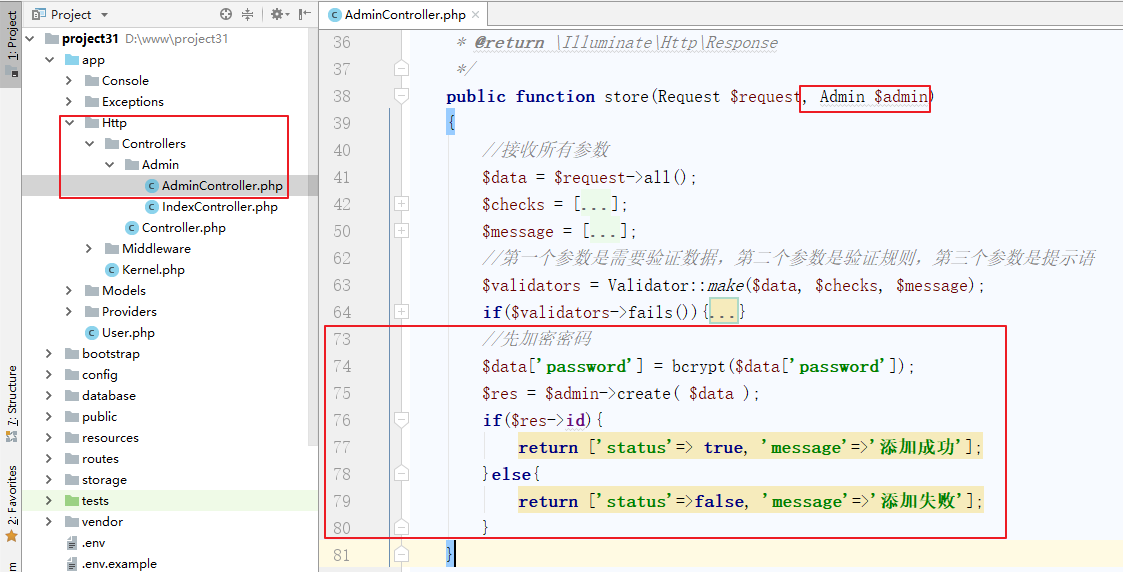 1: Project
7: Structure
2: Favorites
Project
project31 D:\www\project31
app
Console
Exceptions
Http
Controllers
Admin
AdminController.php
IndexController.php
Controller.php
Middleware
Kernel.php
Models
Providers
User.php
bootstrap
config
database
public
resources
routes
storage
tests
vendor
.env
.env.example
AdminController.php
36 * @return \Illuminate\Http\Response
37 */
38 public function store(Request $request, Admin $admin)
39 {
40 //接收所有参数
41 $data = $request->all();
42 $checks = [...];
50 $message = [...];
62 //第一个参数是需要验证数据，第二个参数是验证规则，第三个参数是提示语
63 $validators = Validator::make($data, $checks, $message);
64 if($validators->fails()){...}
73 //先加密密码
74 $data['password'] = bcrypt($data['password']);
75 $res = $admin->create( $data );
76 if($res->id){
77 return ['status'=> true, 'message'=>'添加成功'];
78 }else{
79 return ['status'=>false, 'message'=>'添加失败'];
80 }
81 }